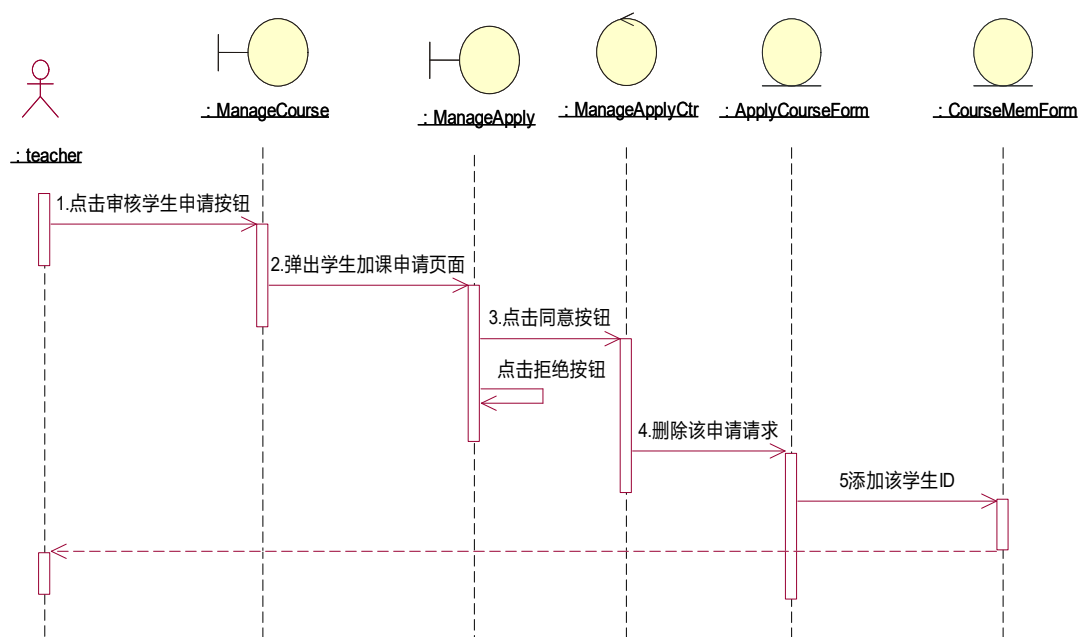 : ManageCourse
: ManageApply
: ManageApplyCtr
: ApplyCourseForm
: CourseMemForm
: teacher
1.点击审核学生申请按钮
2.弹出学生加课申请页面
3.点击同意按钮
点击拒绝按钮
4.删除该申请请求
5添加该学生ID